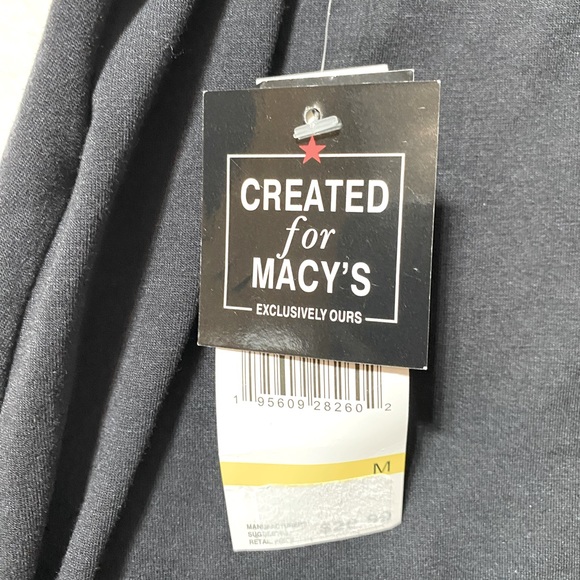 CREATED
for
MACY'S
EXCLUSIVELY OURS
1 95609 28260 2
M